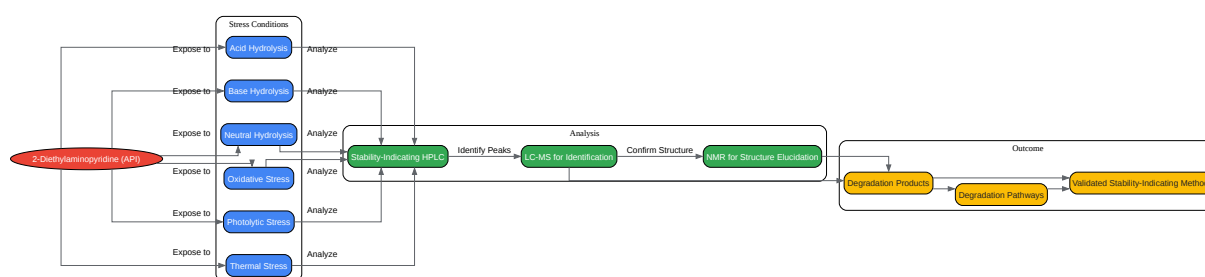 Stress Conditions
Expose to
Acid Hydrolysis
Analyze
Expose to
Base Hydrolysis
Analyze
Expose to
Neutral Hydrolysis
Analyze
2-Diethylaminopyridine (API)
Expose to
Oxidative Stress
Analyze
Expose to
Photolytic Stress
Analyze
Expose to
Thermal Stress
Analyze
Analysis
Stability-Indicating HPLC
Identify Peaks
LC-MS for Identification
Confirm Structure
NMR for Structure Elucidation
Outcome
Degradation Products
Degradation Pathways
Validated Stability-Indicating Method